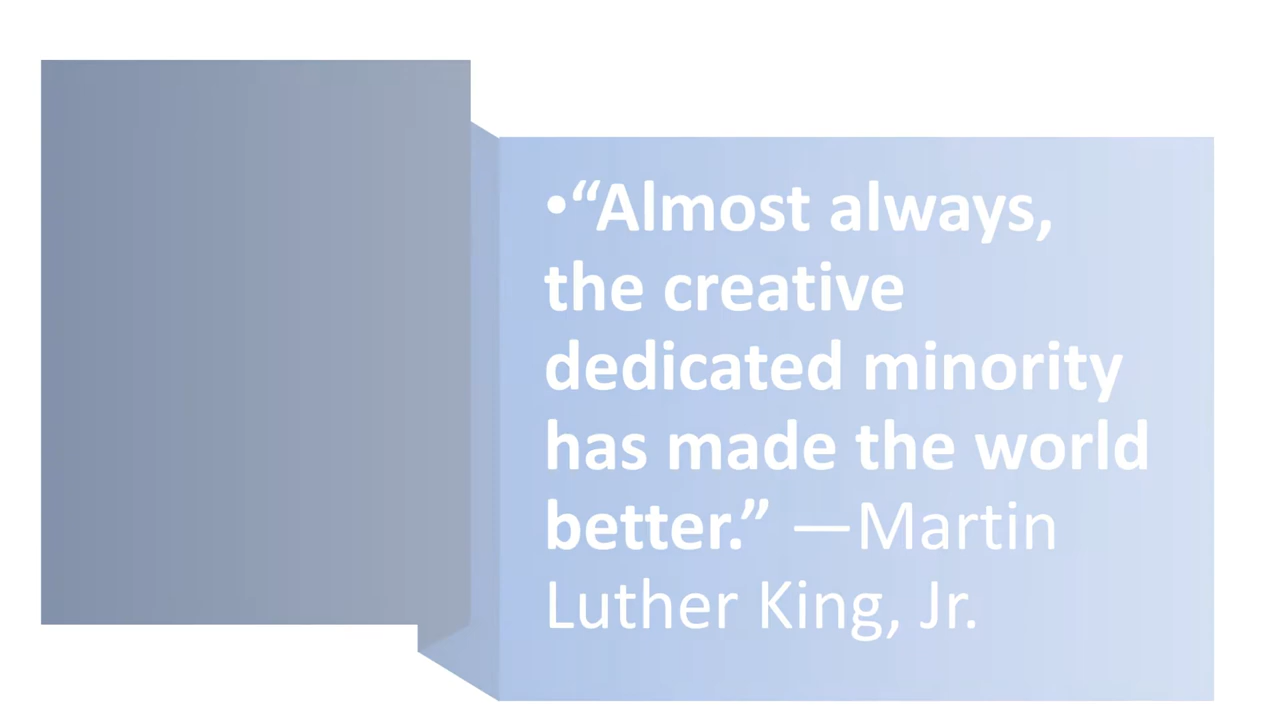 •“Almost always,
the creative
dedicated minority
has made the world
better.” —Martin
Luther King, Jr.